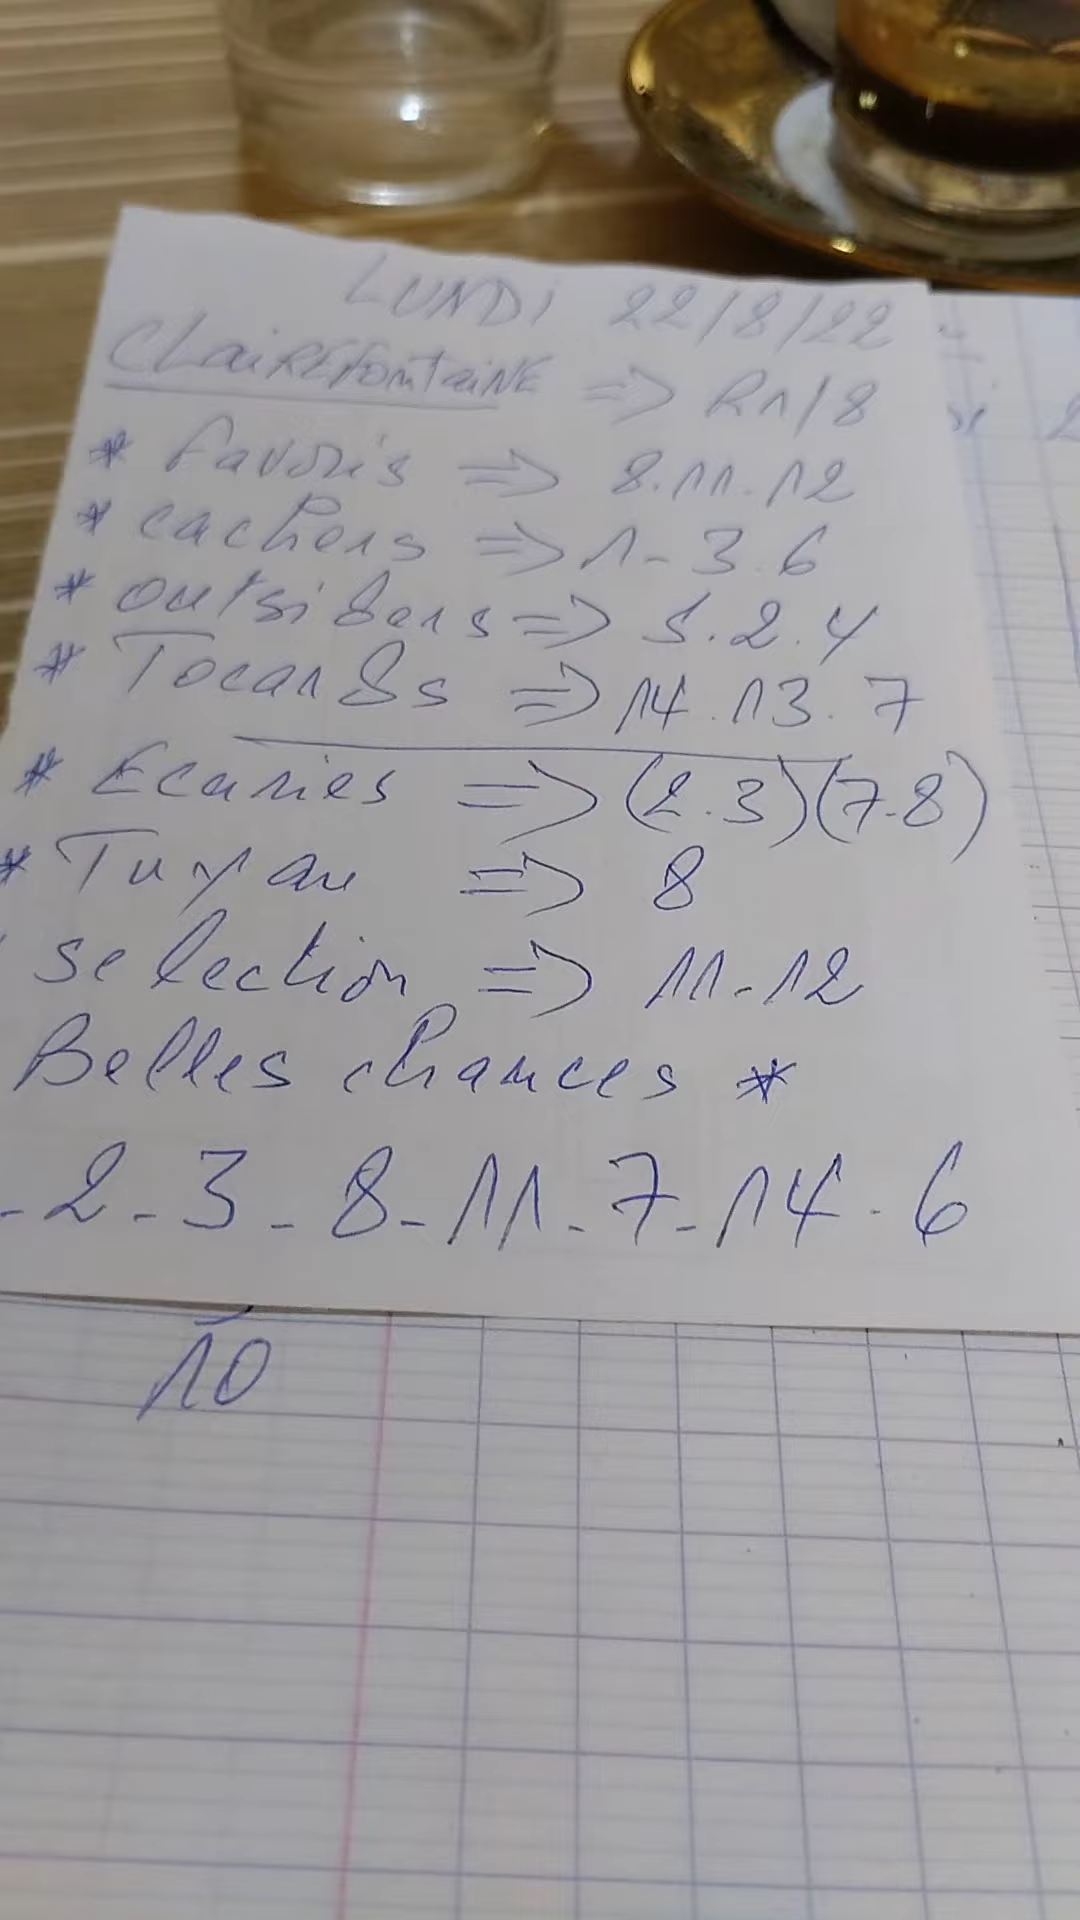 LUNDI 22/8/22
CLAIREFONTAINE => R1/8
* favoris => 8.11.12
* cachers => 1-3.6
* outsiders => 5.2.4
* Tocards => 14.13.7
* Ecuries => (2.3)(7-8)
* Tuyau => 8
selection => 11-12
Belles chances *
-2-3-8-11-7-14-6
10